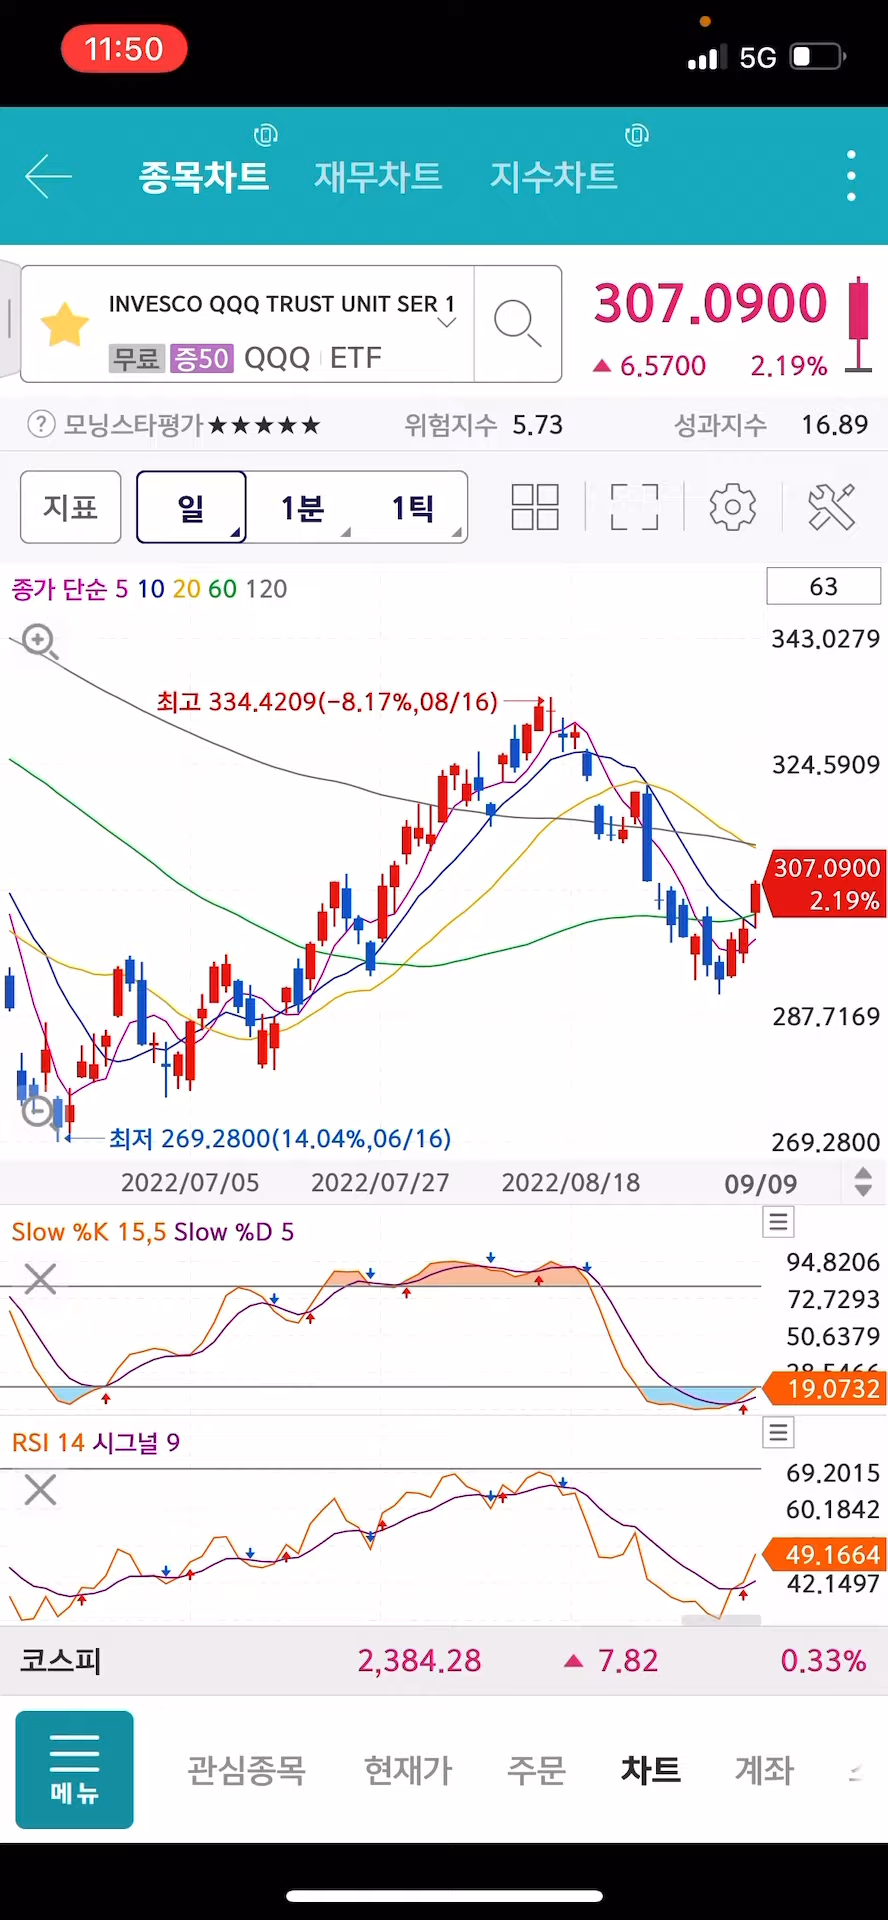 11:50
5G
종목차트 재무차트 지수차트
INVESCO QQQ TRUST UNIT SER 1
무료 증50 QQQ ETF
307.0900
▲ 6.5700 2.19%
? 모닝스타평가★★★★★ 위험지수 5.73 성과지수 16.89
지표 일 1분 1틱
종가 단순 5 10 20 60 120
63
343.0279
최고 334.4209(-8.17%,08/16)
324.5909
307.0900
2.19%
287.7169
최저 269.2800(14.04%,06/16)
269.2800
2022/07/05 2022/07/27 2022/08/18 09/09
Slow %K 15,5 Slow %D 5
94.8206
72.7293
50.6379
19.0732
RSI 14 시그널 9
69.2015
60.1842
49.1664
42.1497
코스피 2,384.28 ▲ 7.82 0.33%
메뉴 관심종목 현재가 주문 차트 계좌